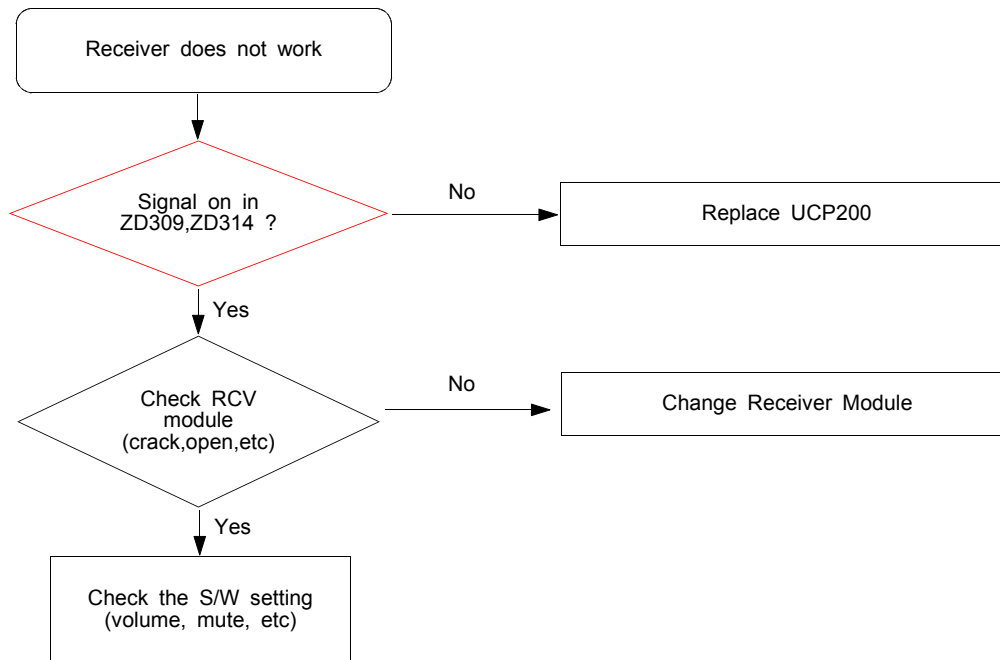 Receiver does not work
Signal on in
ZD309,ZD314 ?
No
Replace UCP200
Yes
Check RCV
module
(crack,open,etc)
No
Change Receiver Module
Yes
Check the S/W setting
(volume, mute, etc)